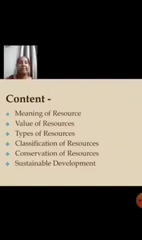 Content -
Meaning of Resource
Value of Resources
Types of Resources
Classification of Resources
Conservation of Resources
Sustainable Development